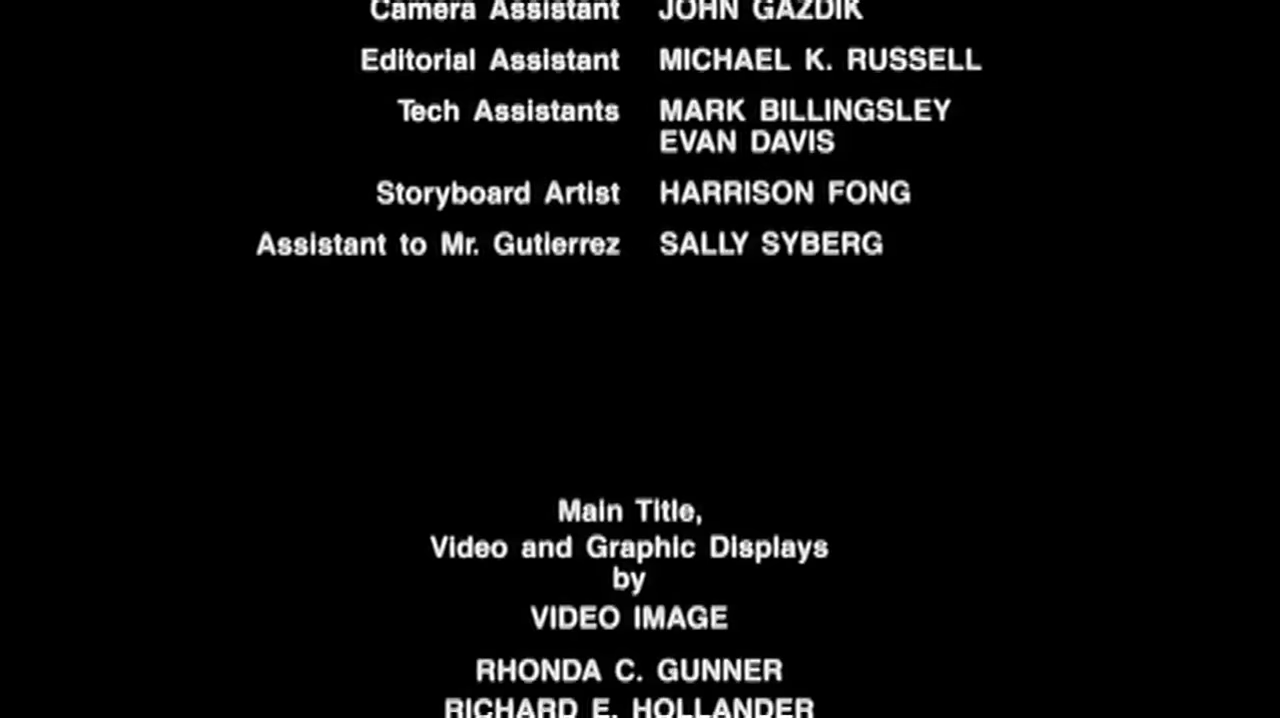 Camera Assistant JOHN GAZDIK
Editorial Assistant MICHAEL K. RUSSELL
Tech Assistants MARK BILLINGSLEY
EVAN DAVIS
Storyboard Artist HARRISON FONG
Assistant to Mr. Gutierrez SALLY SYBERG
Main Title,
Video and Graphic Displays
by
VIDEO IMAGE
RHONDA C. GUNNER
RICHARD E. HOLLANDER